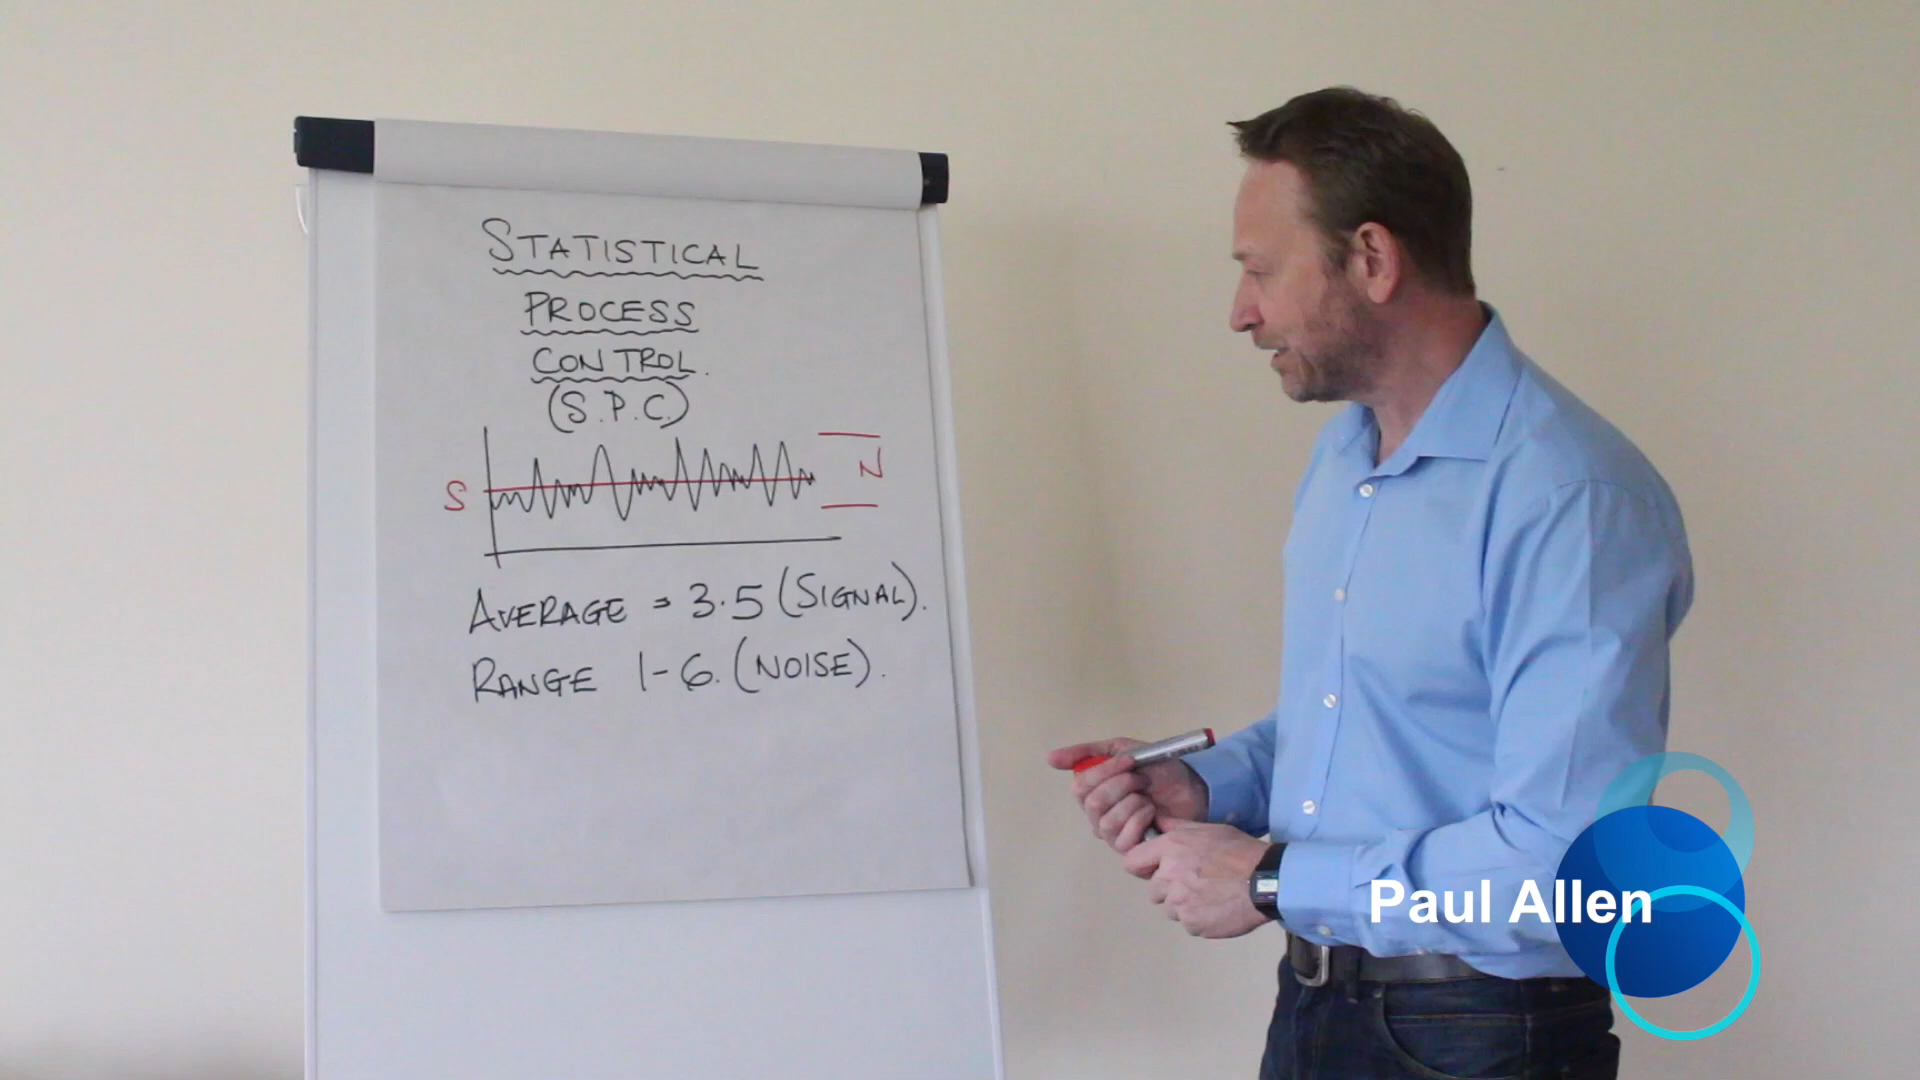 STATISTICAL
PROCESS
CONTROL.
(S.P.C.)
S
N
AVERAGE = 3.5 (SIGNAL).
RANGE 1-6. (NOISE).
Paul Allen